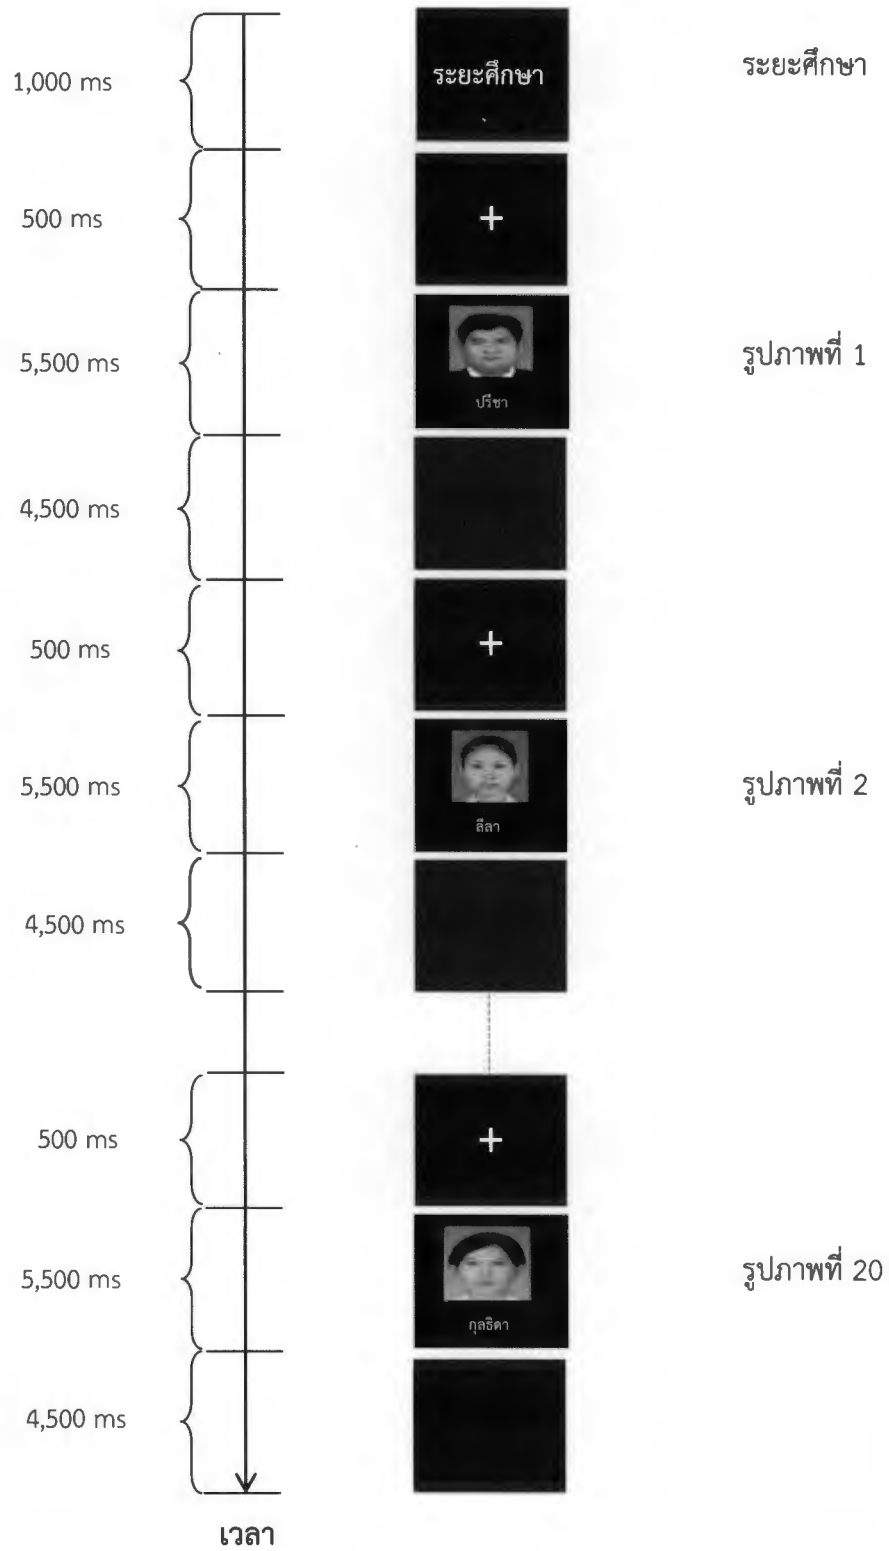 1,000 ms
ระยะศึกษา
ระยะศึกษา
500 ms
+
5,500 ms
ปรีชา
รูปภาพที่ 1
4,500 ms
500 ms
+
5,500 ms
ลีลา
รูปภาพที่ 2
4,500 ms
500 ms
+
5,500 ms
กุลธิดา
รูปภาพที่ 20
4,500 ms
เวลา